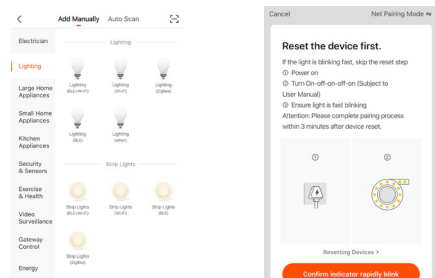 Add Manually Auto Scan
Electrician
Lighting
Large Home
Appliances
Small Home
Appliances
Kitchen
Appliances
Security
& Sensors
Exercise
& Health
Video
Surveillance
Gateway
Control
Energy
Lighting
Lighting
(BLE+Wi-Fi)
Lighting
(Wi-Fi)
Lighting
(Zigbee)
Lighting
(BLE)
Lighting
(other)
Strip Lights
Strip Lights
(BLE+Wi-Fi)
Strip Lights
(Wi-Fi)
Strip Lights
(BLE)
Strip Lights
(Zigbee)
Cancel Net Pairing Mode
Reset the device first.
If the light is blinking fast, skip the reset step
① Power on
② Turn On-off-on-off-on (Subject to
User Manual)
③ Ensure light is fast blinking
Attention: Please complete pairing process
within 3 minutes after device reset.
① ②
Resetting Devices >
Confirm indicator rapidly blink